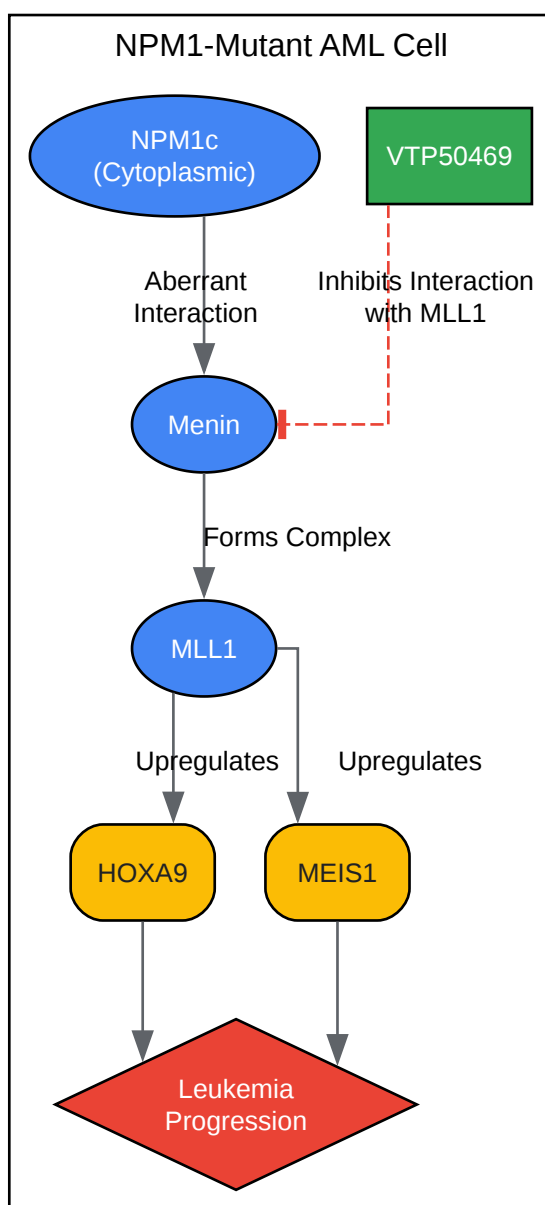 NPM1-Mutant AML Cell
NPM1c
(Cytoplasmic)
VTP50469
Aberrant
Interaction
Inhibits Interaction
with MLL1
Menin
Forms Complex
MLL1
Upregulates
Upregulates
HOXA9
MEIS1
Leukemia
Progression